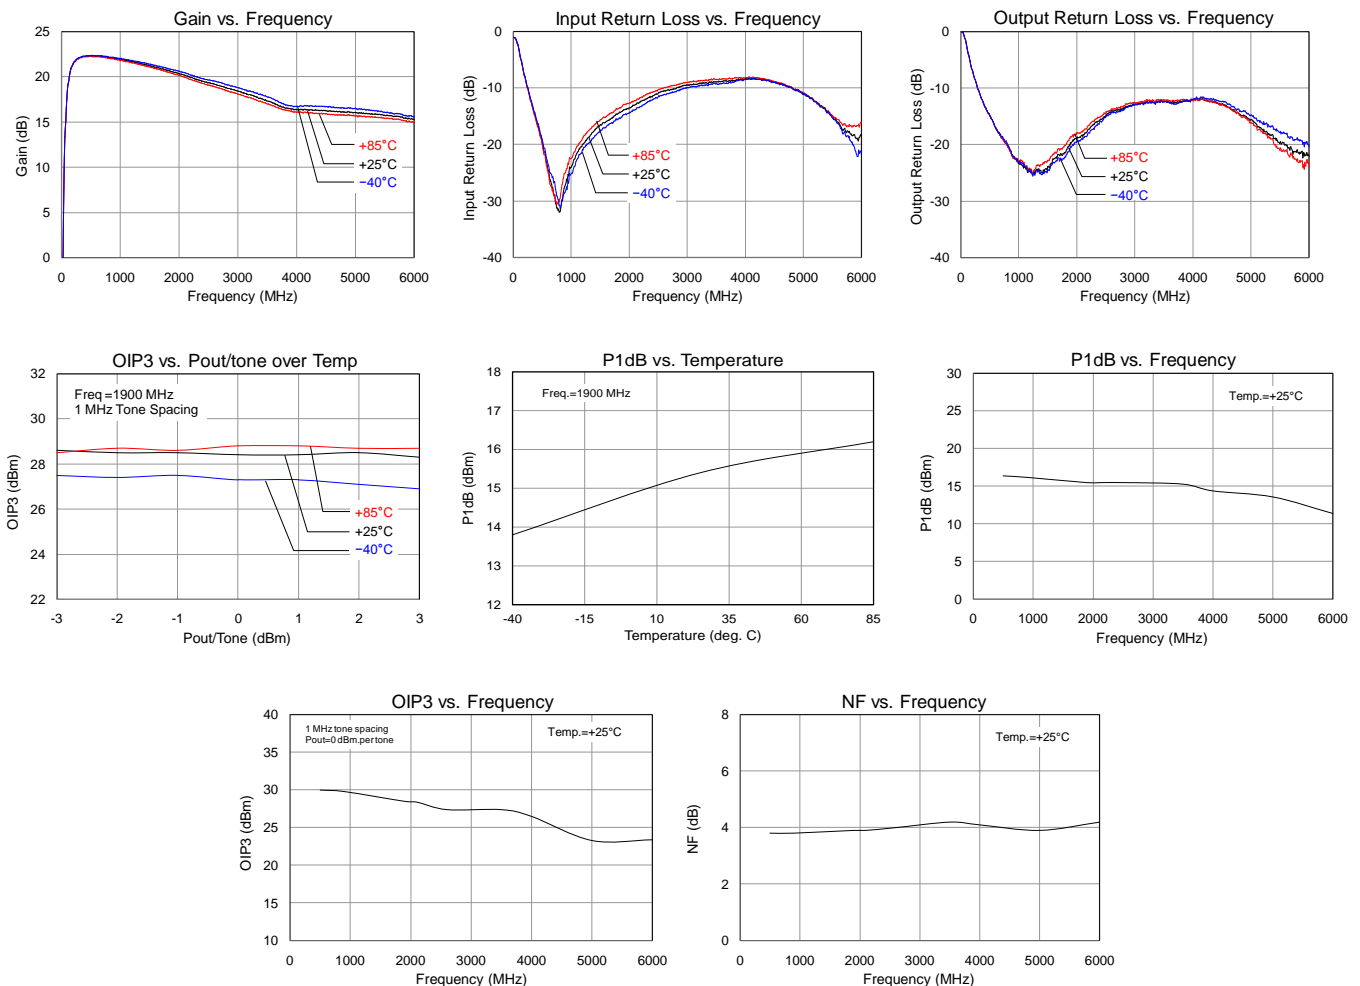 Gain vs. Frequency
25
20
15
10
5
0
0 1000 2000 3000 4000 5000 6000
Gain (dB)
Frequency (MHz)
+85°C
+25°C
−40°C
Input Return Loss vs. Frequency
0
-10
-20
-30
-40
0 1000 2000 3000 4000 5000 6000
Input Return Loss (dB)
Frequency (MHz)
+85°C
+25°C
−40°C
Output Return Loss vs. Frequency
0
-10
-20
-30
-40
0 1000 2000 3000 4000 5000 6000
Output Return Loss (dB)
Frequency (MHz)
+85°C
+25°C
−40°C
OIP3 vs. Pout/tone over Temp
32
30
28
26
24
22
-3 -2 -1 0 1 2 3
OIP3 (dBm)
Pout/Tone (dBm)
Freq=1900 MHz
1 MHz Tone Spacing
+85°C
+25°C
−40°C
P1dB vs. Temperature
18
17
16
15
14
13
12
-40 -15 10 35 60 85
P1dB (dBm)
Temperature (deg. C)
Freq.=1900 MHz
P1dB vs. Frequency
30
25
20
15
10
5
0
0 1000 2000 3000 4000 5000 6000
P1dB (dBm)
Frequency (MHz)
Temp.=+25°C
OIP3 vs. Frequency
40
35
30
25
20
15
10
0 1000 2000 3000 4000 5000 6000
OIP3 (dBm)
Frequency (MHz)
1 MHz tone spacing
Pout=0 dBm.per tone
Temp.=+25°C
NF vs. Frequency
8
6
4
2
0
0 1000 2000 3000 4000 5000 6000
NF (dB)
Frequency (MHz)
Temp.=+25°C